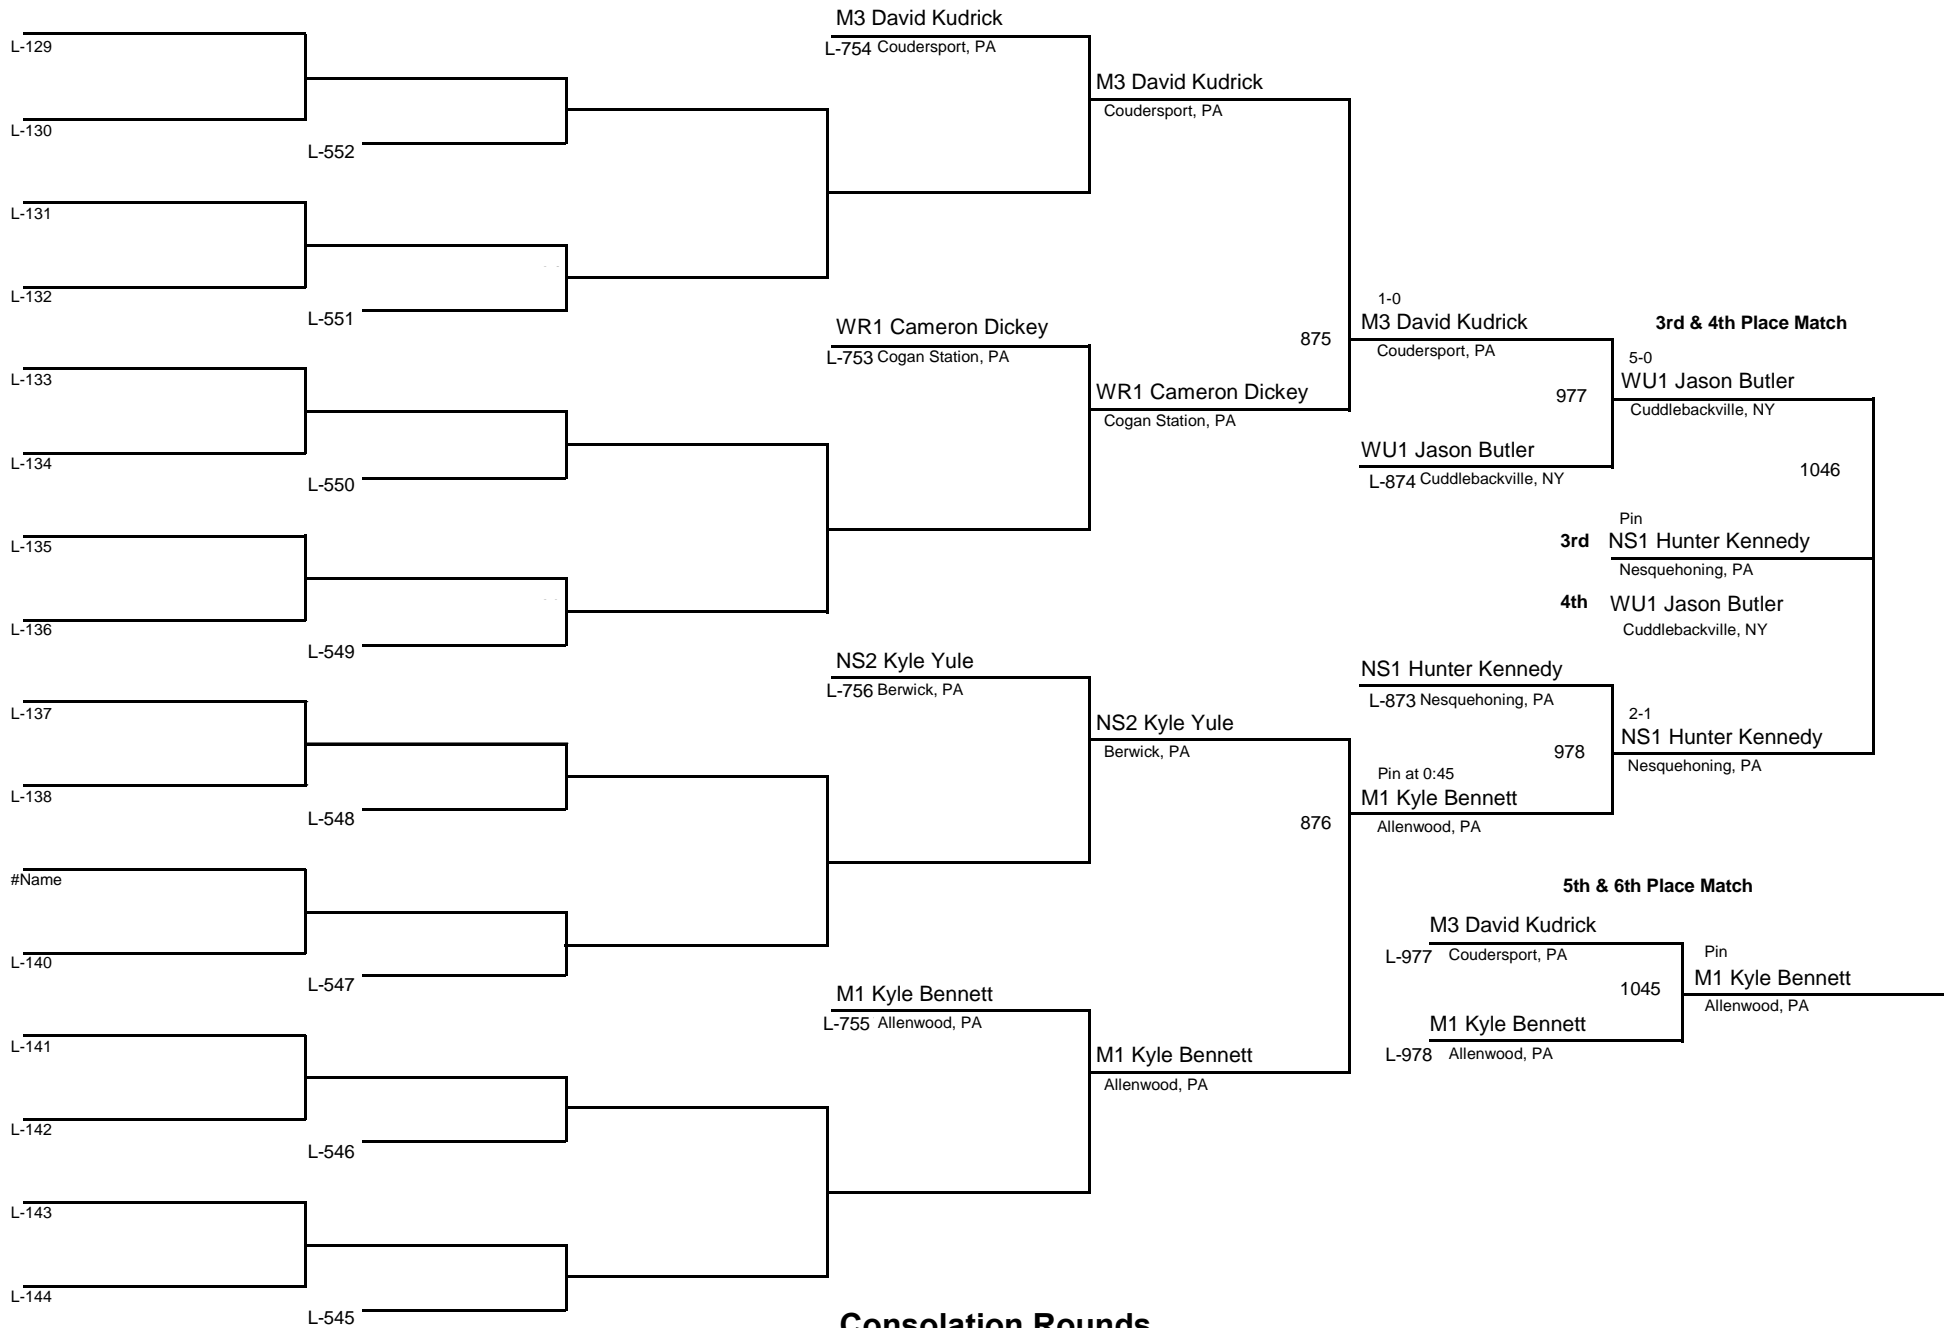 L-129
L-130
L-552
L-131
L-132
L-551
L-133
L-134
L-550
L-135
L-136
L-549
L-137
L-138
L-548
#Name
L-140
L-547
L-141
L-142
L-546
L-143
L-144
L-545
M3 David Kudrick
L-754 Coudersport, PA
WR1 Cameron Dickey
L-753 Cogan Station, PA
NS2 Kyle Yule
L-756 Berwick, PA
M1 Kyle Bennett
L-755 Allenwood, PA
M3 David Kudrick
Coudersport, PA
875
WR1 Cameron Dickey
Cogan Station, PA
NS2 Kyle Yule
Berwick, PA
876
M1 Kyle Bennett
Allenwood, PA
1-0
M3 David Kudrick
Coudersport, PA
977
WU1 Jason Butler
L-874 Cuddlebackville, NY
NS1 Hunter Kennedy
L-873 Nesquehoning, PA
978
Pin at 0:45
M1 Kyle Bennett
Allenwood, PA
3rd & 4th Place Match
5-0
WU1 Jason Butler
Cuddlebackville, NY
1046
Pin
3rd NS1 Hunter Kennedy
Nesquehoning, PA
4th WU1 Jason Butler
Cuddlebackville, NY
2-1
NS1 Hunter Kennedy
Nesquehoning, PA
5th & 6th Place Match
M3 David Kudrick
L-977 Coudersport, PA
1045
M1 Kyle Bennett
L-978 Allenwood, PA
Pin
M1 Kyle Bennett
Allenwood, PA
Consolation Rounds